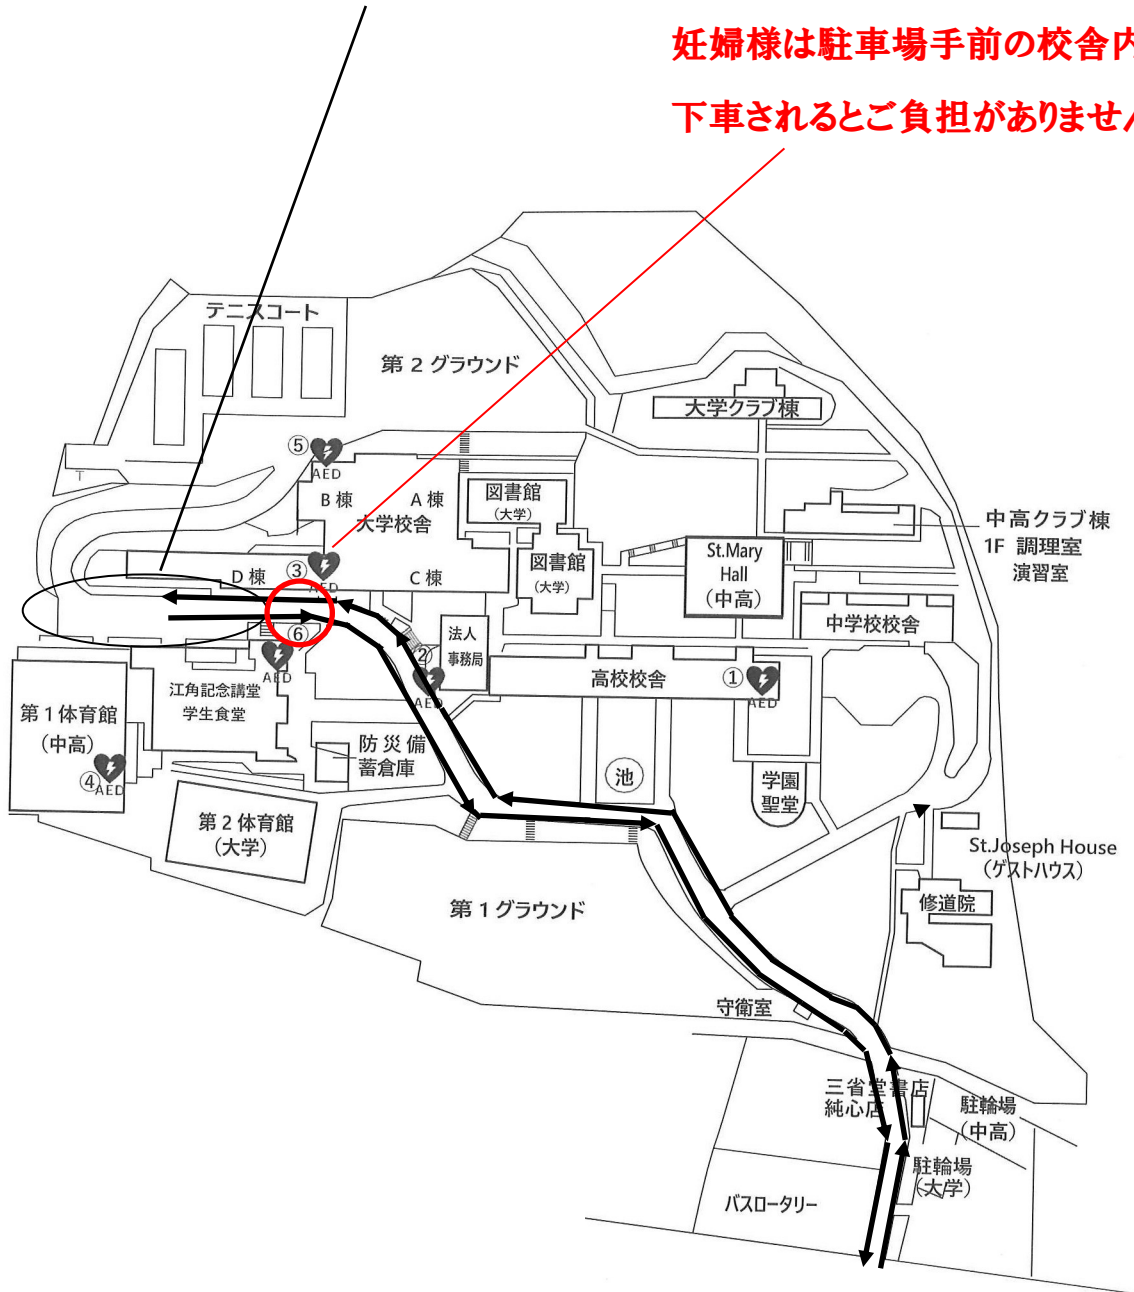 妊婦様は駐車場手前の校舎内
下車されるとご負担がありません
テニスコート
第2グラウンド
大学クラブ棟
⑤
AED
B棟
A棟
大学校舎
図書館
(大学)
中高クラブ棟
1F 調理室
演習室
St.Mary
Hall
(中高)
図書館
(大学)
③
AED
D棟
C棟
中学校校舎
⑥
AED
法人
事務局
②
AED
高校校舎
①
AED
江角記念講堂
学生食堂
第1体育館
(中高)
④
AED
防災備
蓄倉庫
池
学園
聖堂
第2体育館
(大学)
St.Joseph House
(ゲストハウス)
修道院
第1グラウンド
守衛室
三省堂書店
純心店
駐輪場
(中高)
駐輪場
(大学)
バスロータリー